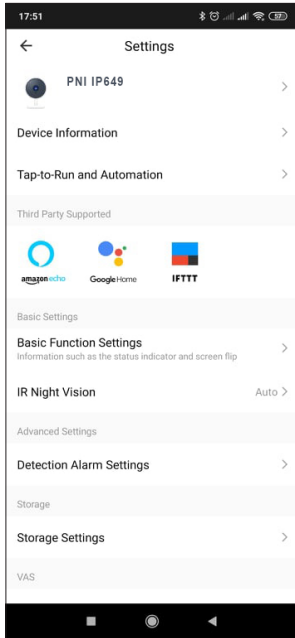 17:51
57
Settings
PNI IP649
Device Information
Tap-to-Run and Automation
Third Party Supported
amazon echo
Google Home
IFTTT
Basic Settings
Basic Function Settings
Information such as the status indicator and screen flip
IR Night Vision
Auto
Advanced Settings
Detection Alarm Settings
Storage
Storage Settings
VAS